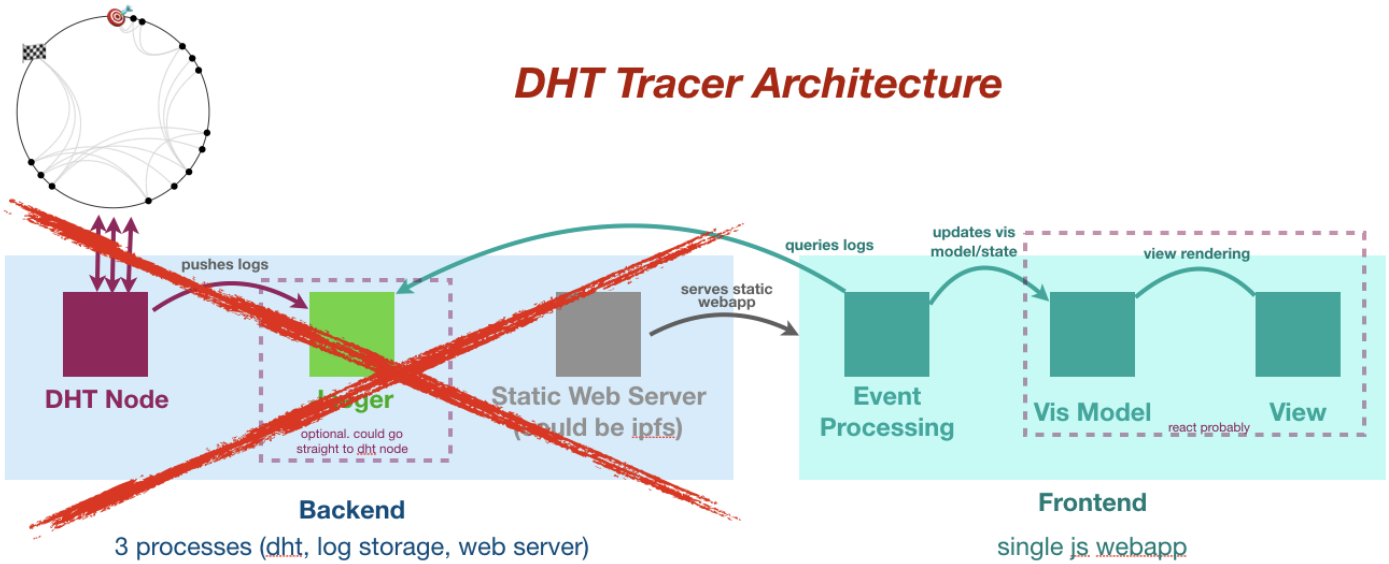 DHT Tracer Architecture
pushes logs
queries logs
updates vis
model/state
view rendering
serves static
webapp
DHT Node
optional. could go
straight to dht node
Static Web Server
(could be ipfs)
Event
Processing
Vis Model
View
react probably
Backend
3 processes (dht, log storage, web server)
Frontend
single js webapp